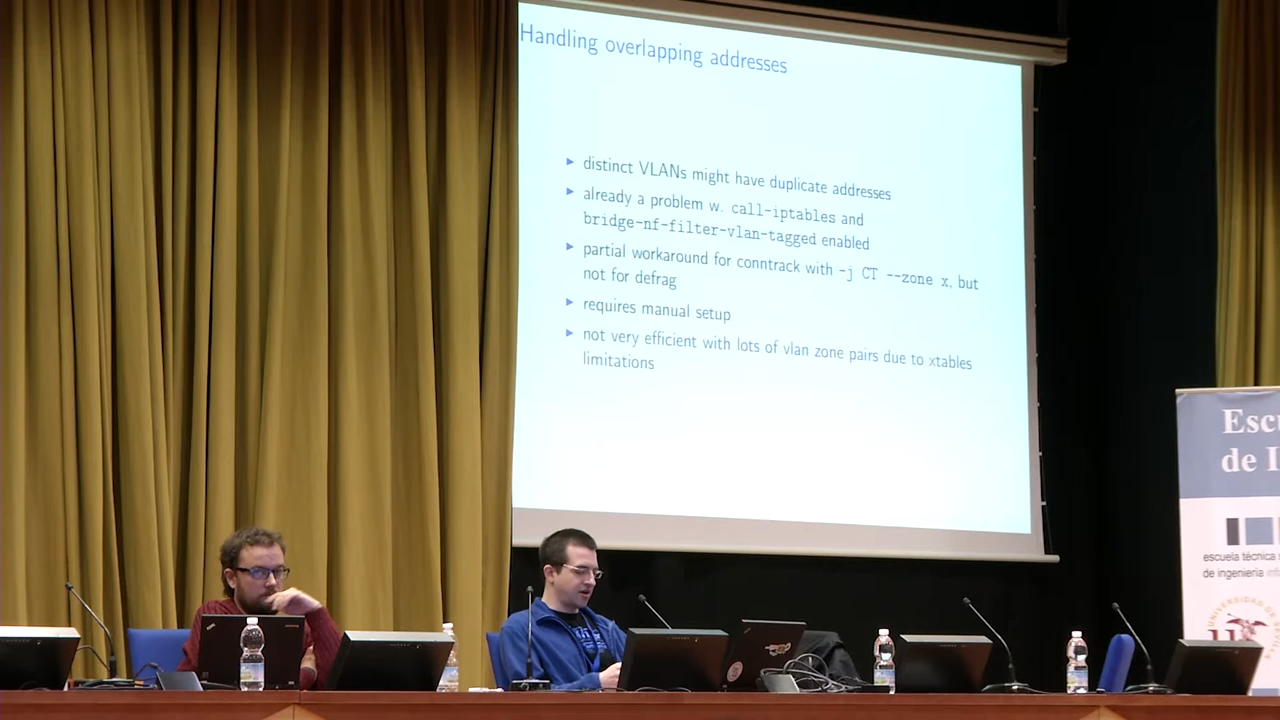 Handling overlapping addresses
distinct VLANs might have duplicate addresses
already a problem w. call-iptables and
bridge-nf-filter-vlan-tagged enabled
partial workaround for conntrack with -j CT --zone x, but
not for defrag
requires manual setup
not very efficient with lots of vlan zone pairs due to xtables
limitations
de I
escuela técnica
de ingeniería